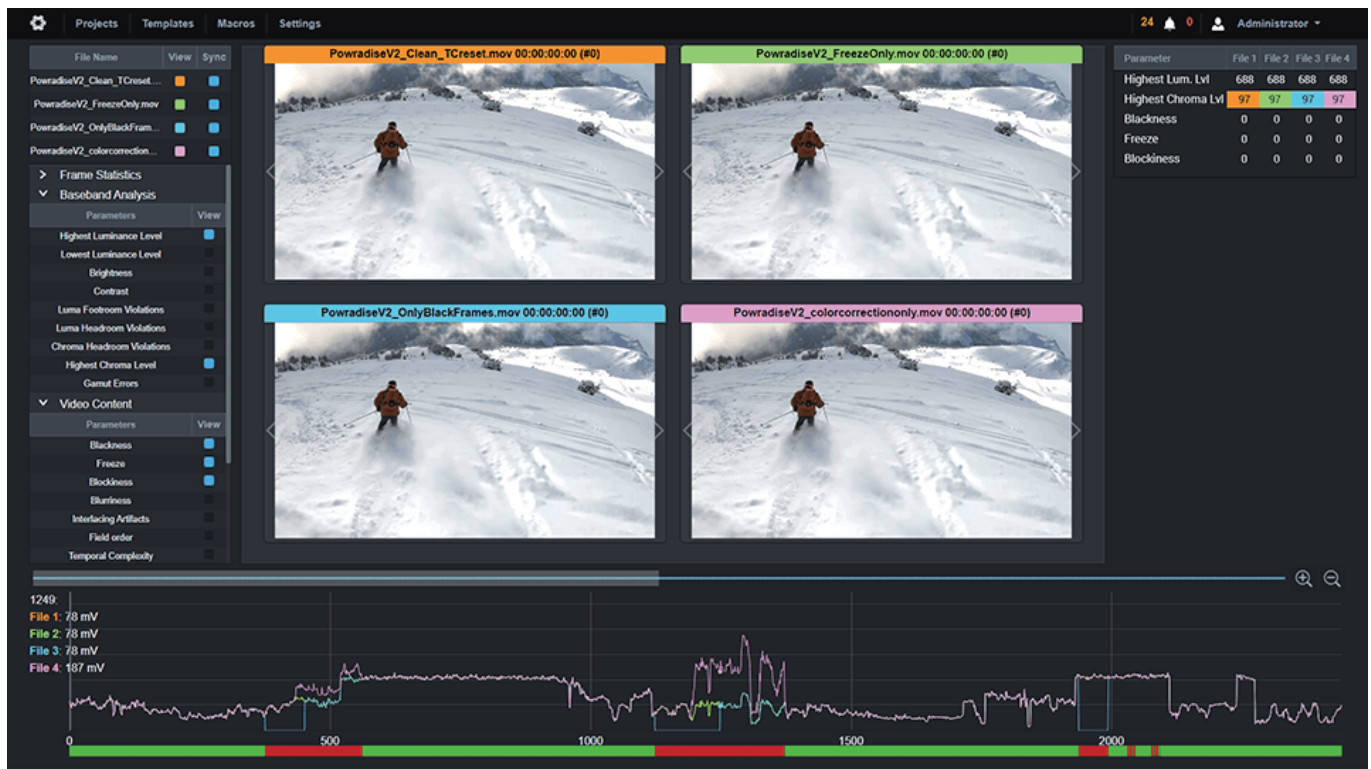 Projects Templates Macros Settings 24 0 Administrator
File Name View Sync
PowradiseV2_Clean_TCreset....
PowradiseV2_FreezeOnly.mov
PowradiseV2_OnlyBlackFram...
PowradiseV2_colorcorrection...
Frame Statistics
Baseband Analysis
Parameters View
Highest Luminance Level
Lowest Luminance Level
Brightness
Contrast
Luma Footroom Violations
Luma Headroom Violations
Chroma Headroom Violations
Highest Chroma Level
Gamut Errors
Video Content
Parameters View
Blackness
Freeze
Blockiness
Blurriness
Interlacing Artifacts
Field order
Temporal Complexity
PowradiseV2_Clean_TCreset.mov 00:00:00:00 (#0)
PowradiseV2_FreezeOnly.mov 00:00:00:00 (#0)
PowradiseV2_OnlyBlackFrames.mov 00:00:00:00 (#0)
PowradiseV2_colorcorrectiononly.mov 00:00:00:00 (#0)
Parameter File 1 File 2 File 3 File 4
Highest Lum. Lvl 688 688 688 688
Highest Chroma Lvl 97 97 97 97
Blackness 0 0 0 0
Freeze 0 0 0 0
Blockiness 0 0 0 0
1249:
File 1: 78 mV
File 2: 78 mV
File 3: 78 mV
File 4: 187 mV
0 500 1000 1500 2000